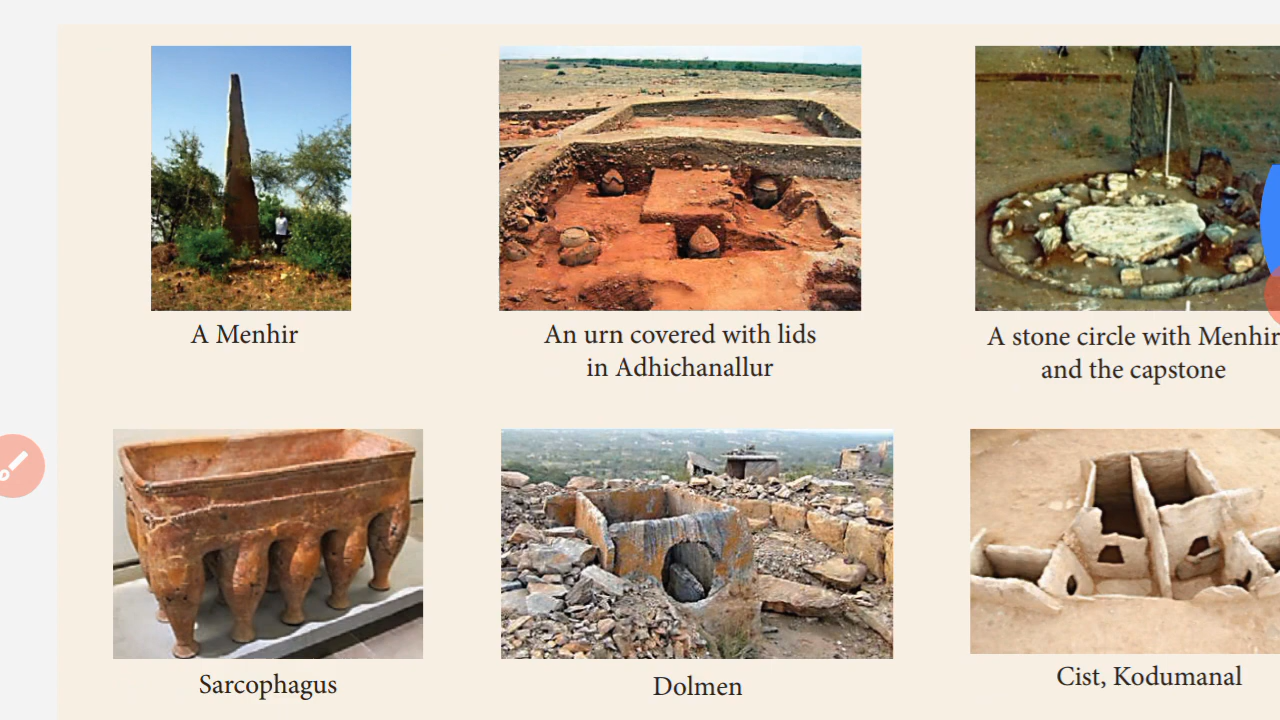 A Menhir
An urn covered with lids
in Adhichanallur
A stone circle with Menhir
and the capstone
Sarcophagus
Dolmen
Cist, Kodumanal